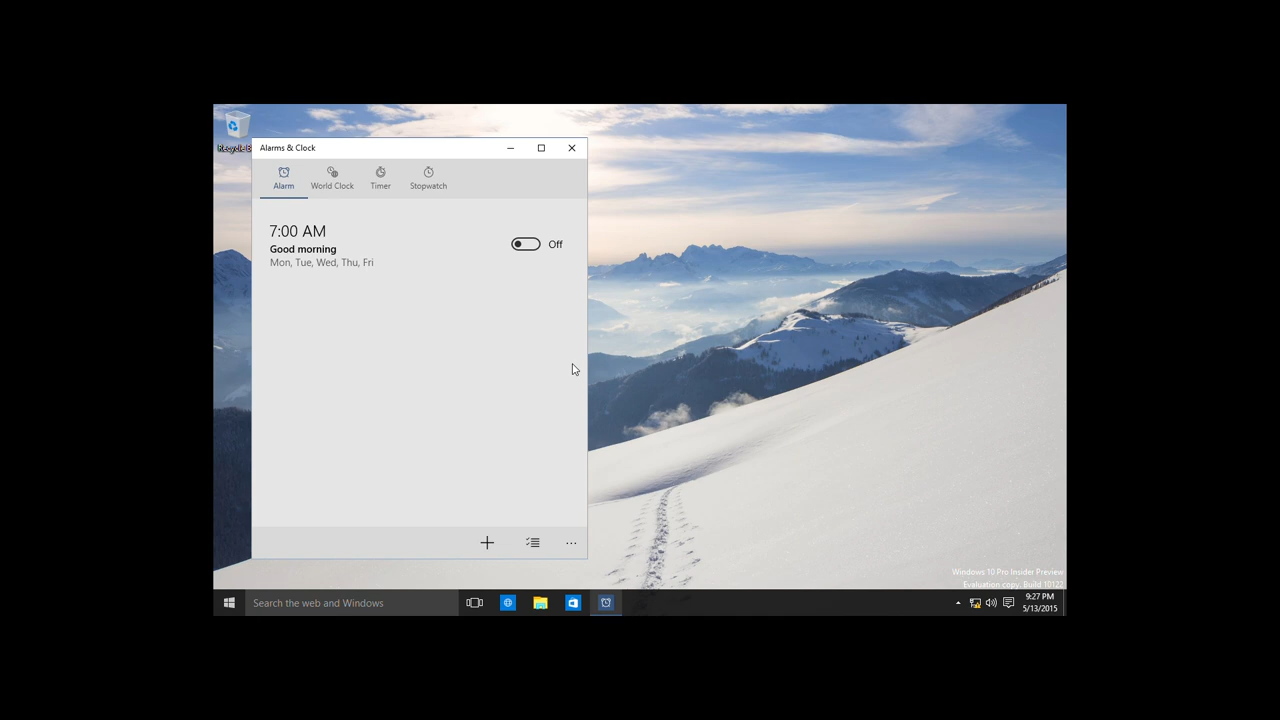 Recycle B
Alarms & Clock
Alarm
World Clock
Timer
Stopwatch
7:00 AM
Good morning
Mon, Tue, Wed, Thu, Fri
Off
Windows 10 Pro Insider Preview
Evaluation copy. Build 10122
Search the web and Windows
9:27 PM
5/13/2015